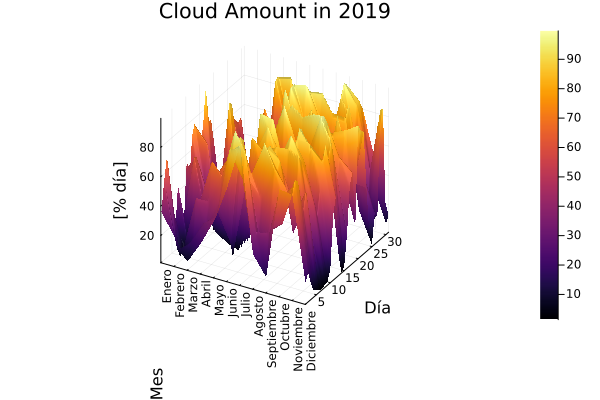 Cloud Amount in 2019
[% día]
80
60
40
20
Enero
Febrero
Marzo
Abril
Mayo
Junio
Julio
Agosto
Septiembre
Octubre
Noviembre
Diciembre
Mes
5
10
15
20
25
30
Día
90
80
70
60
50
40
30
20
10